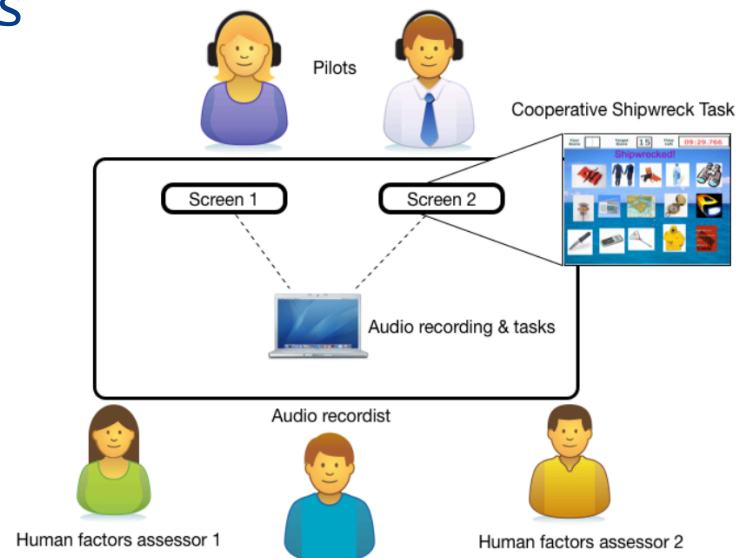 s
Pilots
Cooperative Shipwreck Task
15
09:29.766
Shipwrecked!
Screen 1
Screen 2
Audio recording & tasks
Audio recordist
Human factors assessor 1
Human factors assessor 2